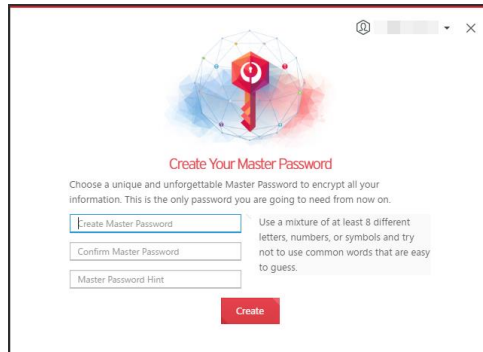 Create Your Master Password
Choose a unique and unforgettable Master Password to encrypt all your
information. This is the only password you are going to need from now on.
Create Master Password
Confirm Master Password
Master Password Hint
Use a mixture of at least 8 different
letters, numbers, or symbols and try
not to use common words that are easy
to guess.
Create